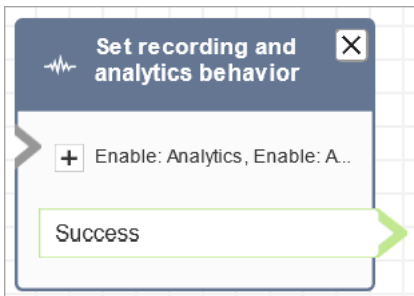 Set recording and
analytics behavior
Enable: Analytics, Enable: A...
Success